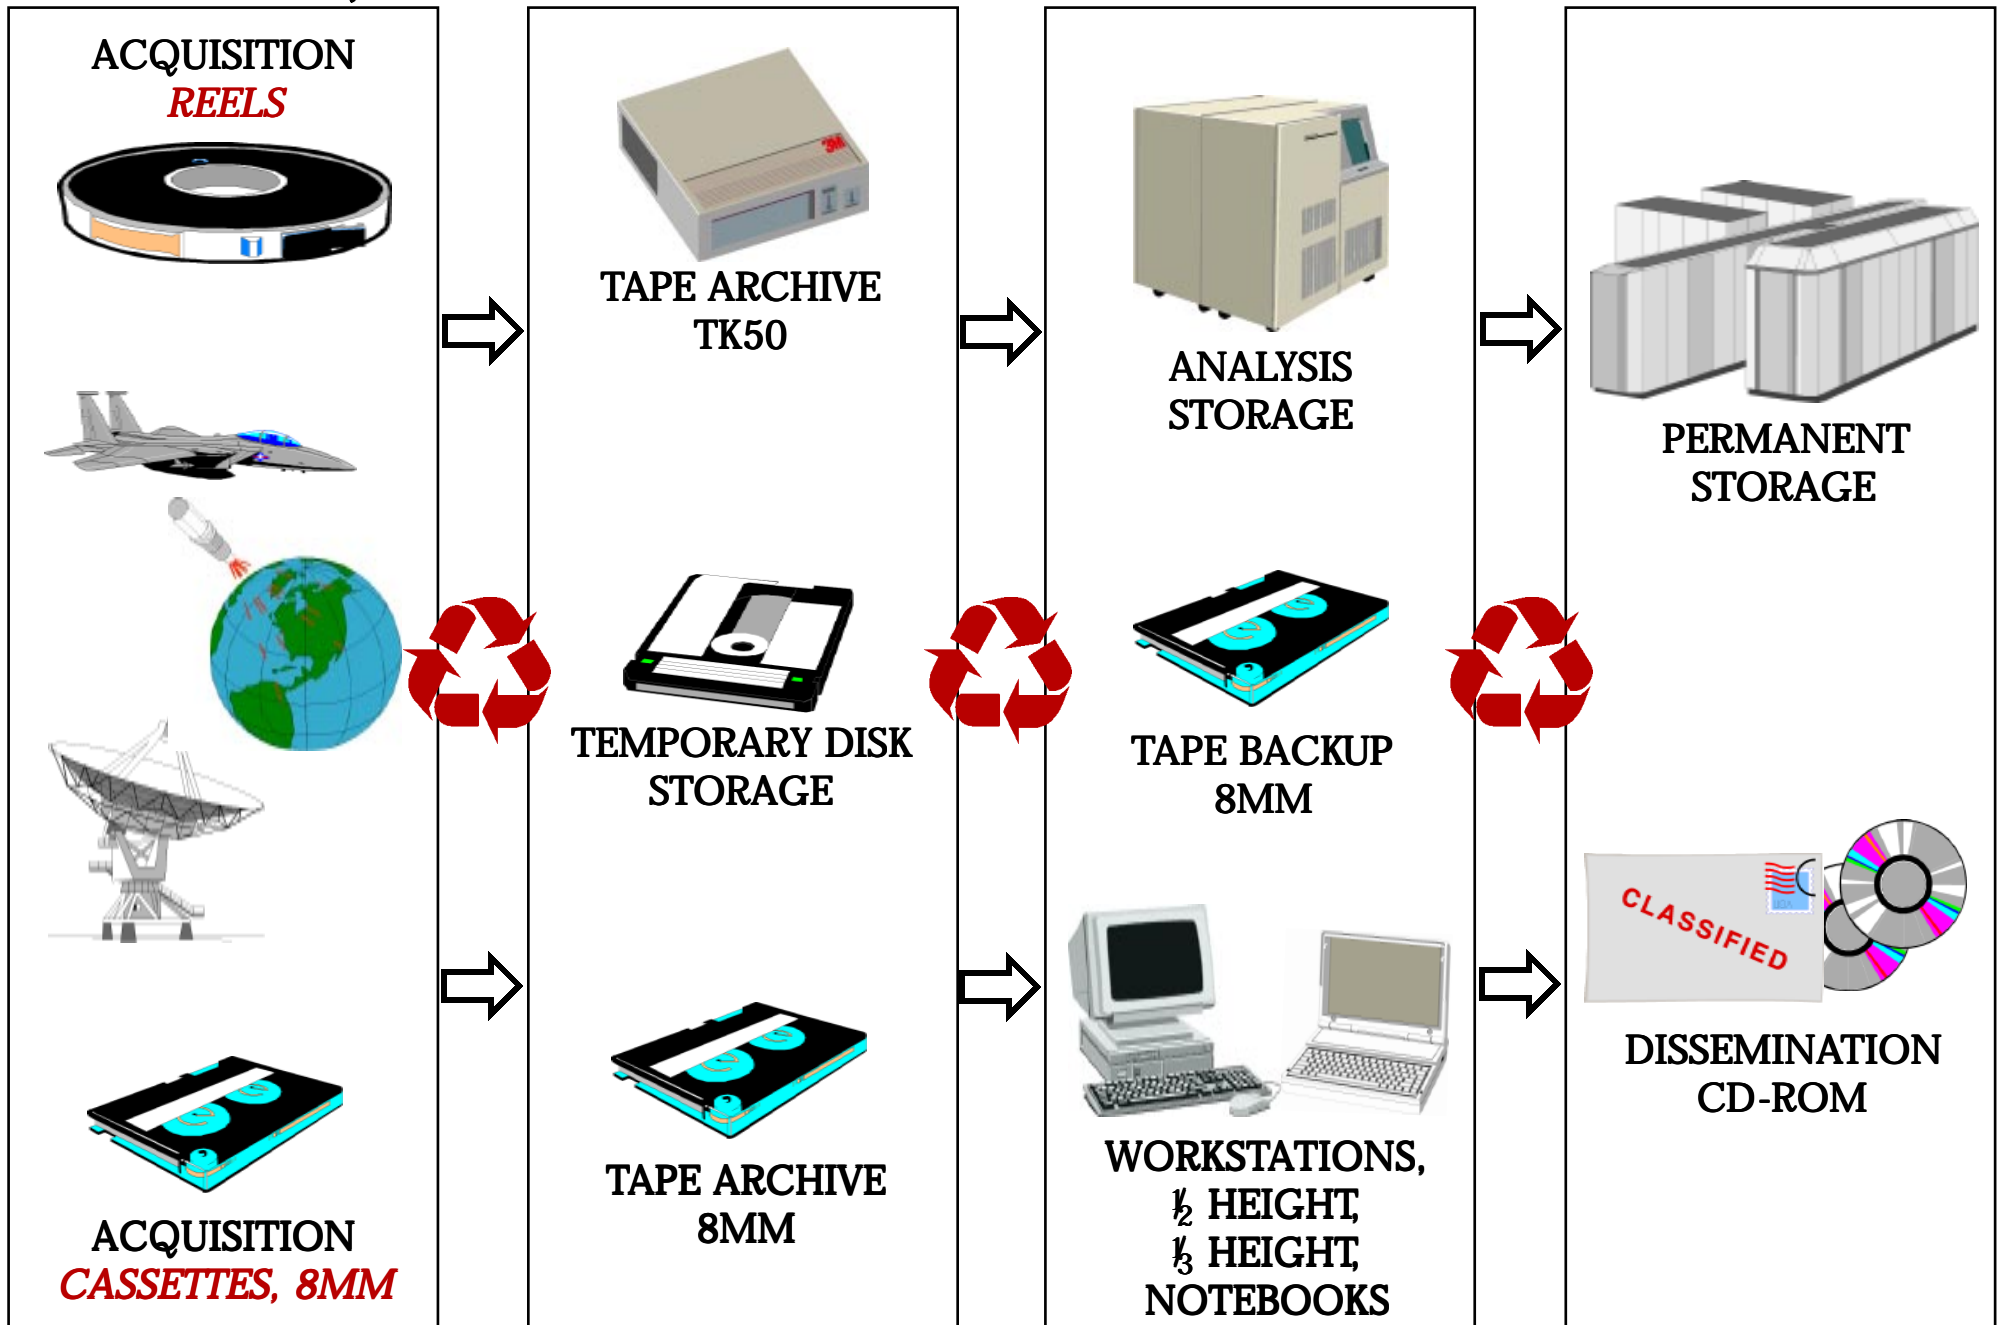 ACQUISITION
REELS
ACQUISITION
CASSETTES, 8MM
3M
TAPE ARCHIVE
TK50
TEMPORARY DISK
STORAGE
TAPE ARCHIVE
8MM
ANALYSIS
STORAGE
TAPE BACKUP
8MM
WORKSTATIONS,
½ HEIGHT,
⅓ HEIGHT,
NOTEBOOKS
PERMANENT
STORAGE
CLASSIFIED
DISSEMINATION
CD-ROM